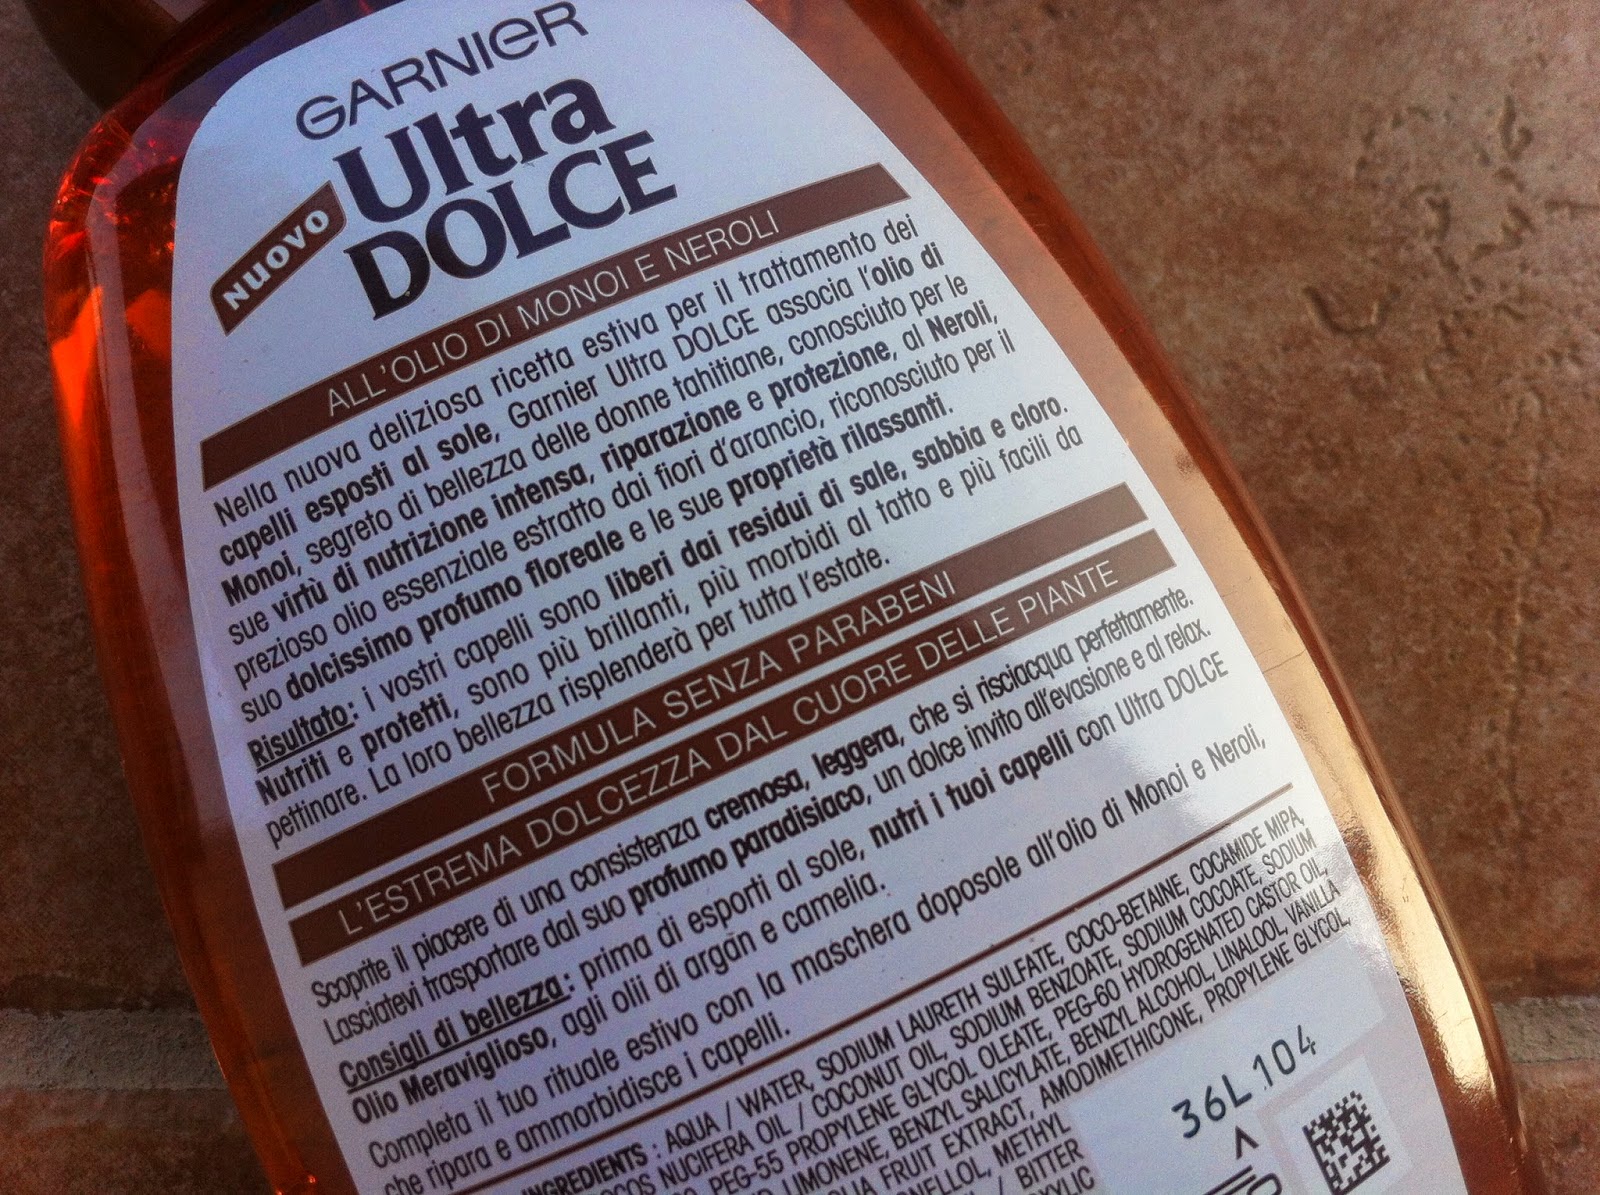 GARNIER
Ultra
DOLCE
NUOVO
ALL'OLIO DI MONOI E NEROLI
Nella nuova deliziosa ricetta estiva per il trattamento dei
capelli esposti al sole, Garnier Ultra DOLCE associa l'olio di
Monoi, segreto di bellezza delle donne tahitiane, conosciuto per le
sue virtù di nutrizione intensa, riparazione e protezione, al Neroli,
prezioso olio essenziale estratto dai fiori d'arancio, riconosciuto per il
suo dolcissimo profumo floreale e le sue proprietà rilassanti.
Risultato: i vostri capelli sono liberi dai residui di sale, sabbia e cloro.
Nutriti e protetti, sono più brillanti, più morbidi al tatto e più facili da
pettinare. La loro bellezza risplenderà per tutta l'estate.
FORMULA SENZA PARABENI
L'ESTREMA DOLCEZZA DAL CUORE DELLE PIANTE
Scoprite il piacere di una consistenza cremosa, leggera, che si risciacqua perfettamente.
Lasciatevi trasportare dal suo profumo paradisiaco, un dolce invito all'evasione e al relax.
Consigli di bellezza: prima di esporti al sole, nutri i tuoi capelli con Ultra DOLCE
Olio Meraviglioso, agli olii di argan e camelia.
Completa il tuo rituale estivo con la maschera doposole all'olio di Monoi e Neroli,
che ripara e ammorbidisce i capelli.
INGREDIENTS : AQUA / WATER, SODIUM LAURETH SULFATE, COCO-BETAINE, COCAMIDE MIPA,
COCOS NUCIFERA OIL / COCONUT OIL, SODIUM BENZOATE, SODIUM COCOATE, SODIUM
PEG-55 PROPYLENE GLYCOL OLEATE, PEG-60 HYDROGENATED CASTOR OIL,
LIMONENE, BENZYL SALICYLATE, BENZYL ALCOHOL, LINALOOL, VANILLA
FRUIT EXTRACT, AMODIMETHICONE, PROPYLENE GLYCOL,
METHYL
/ BITTER
36L104